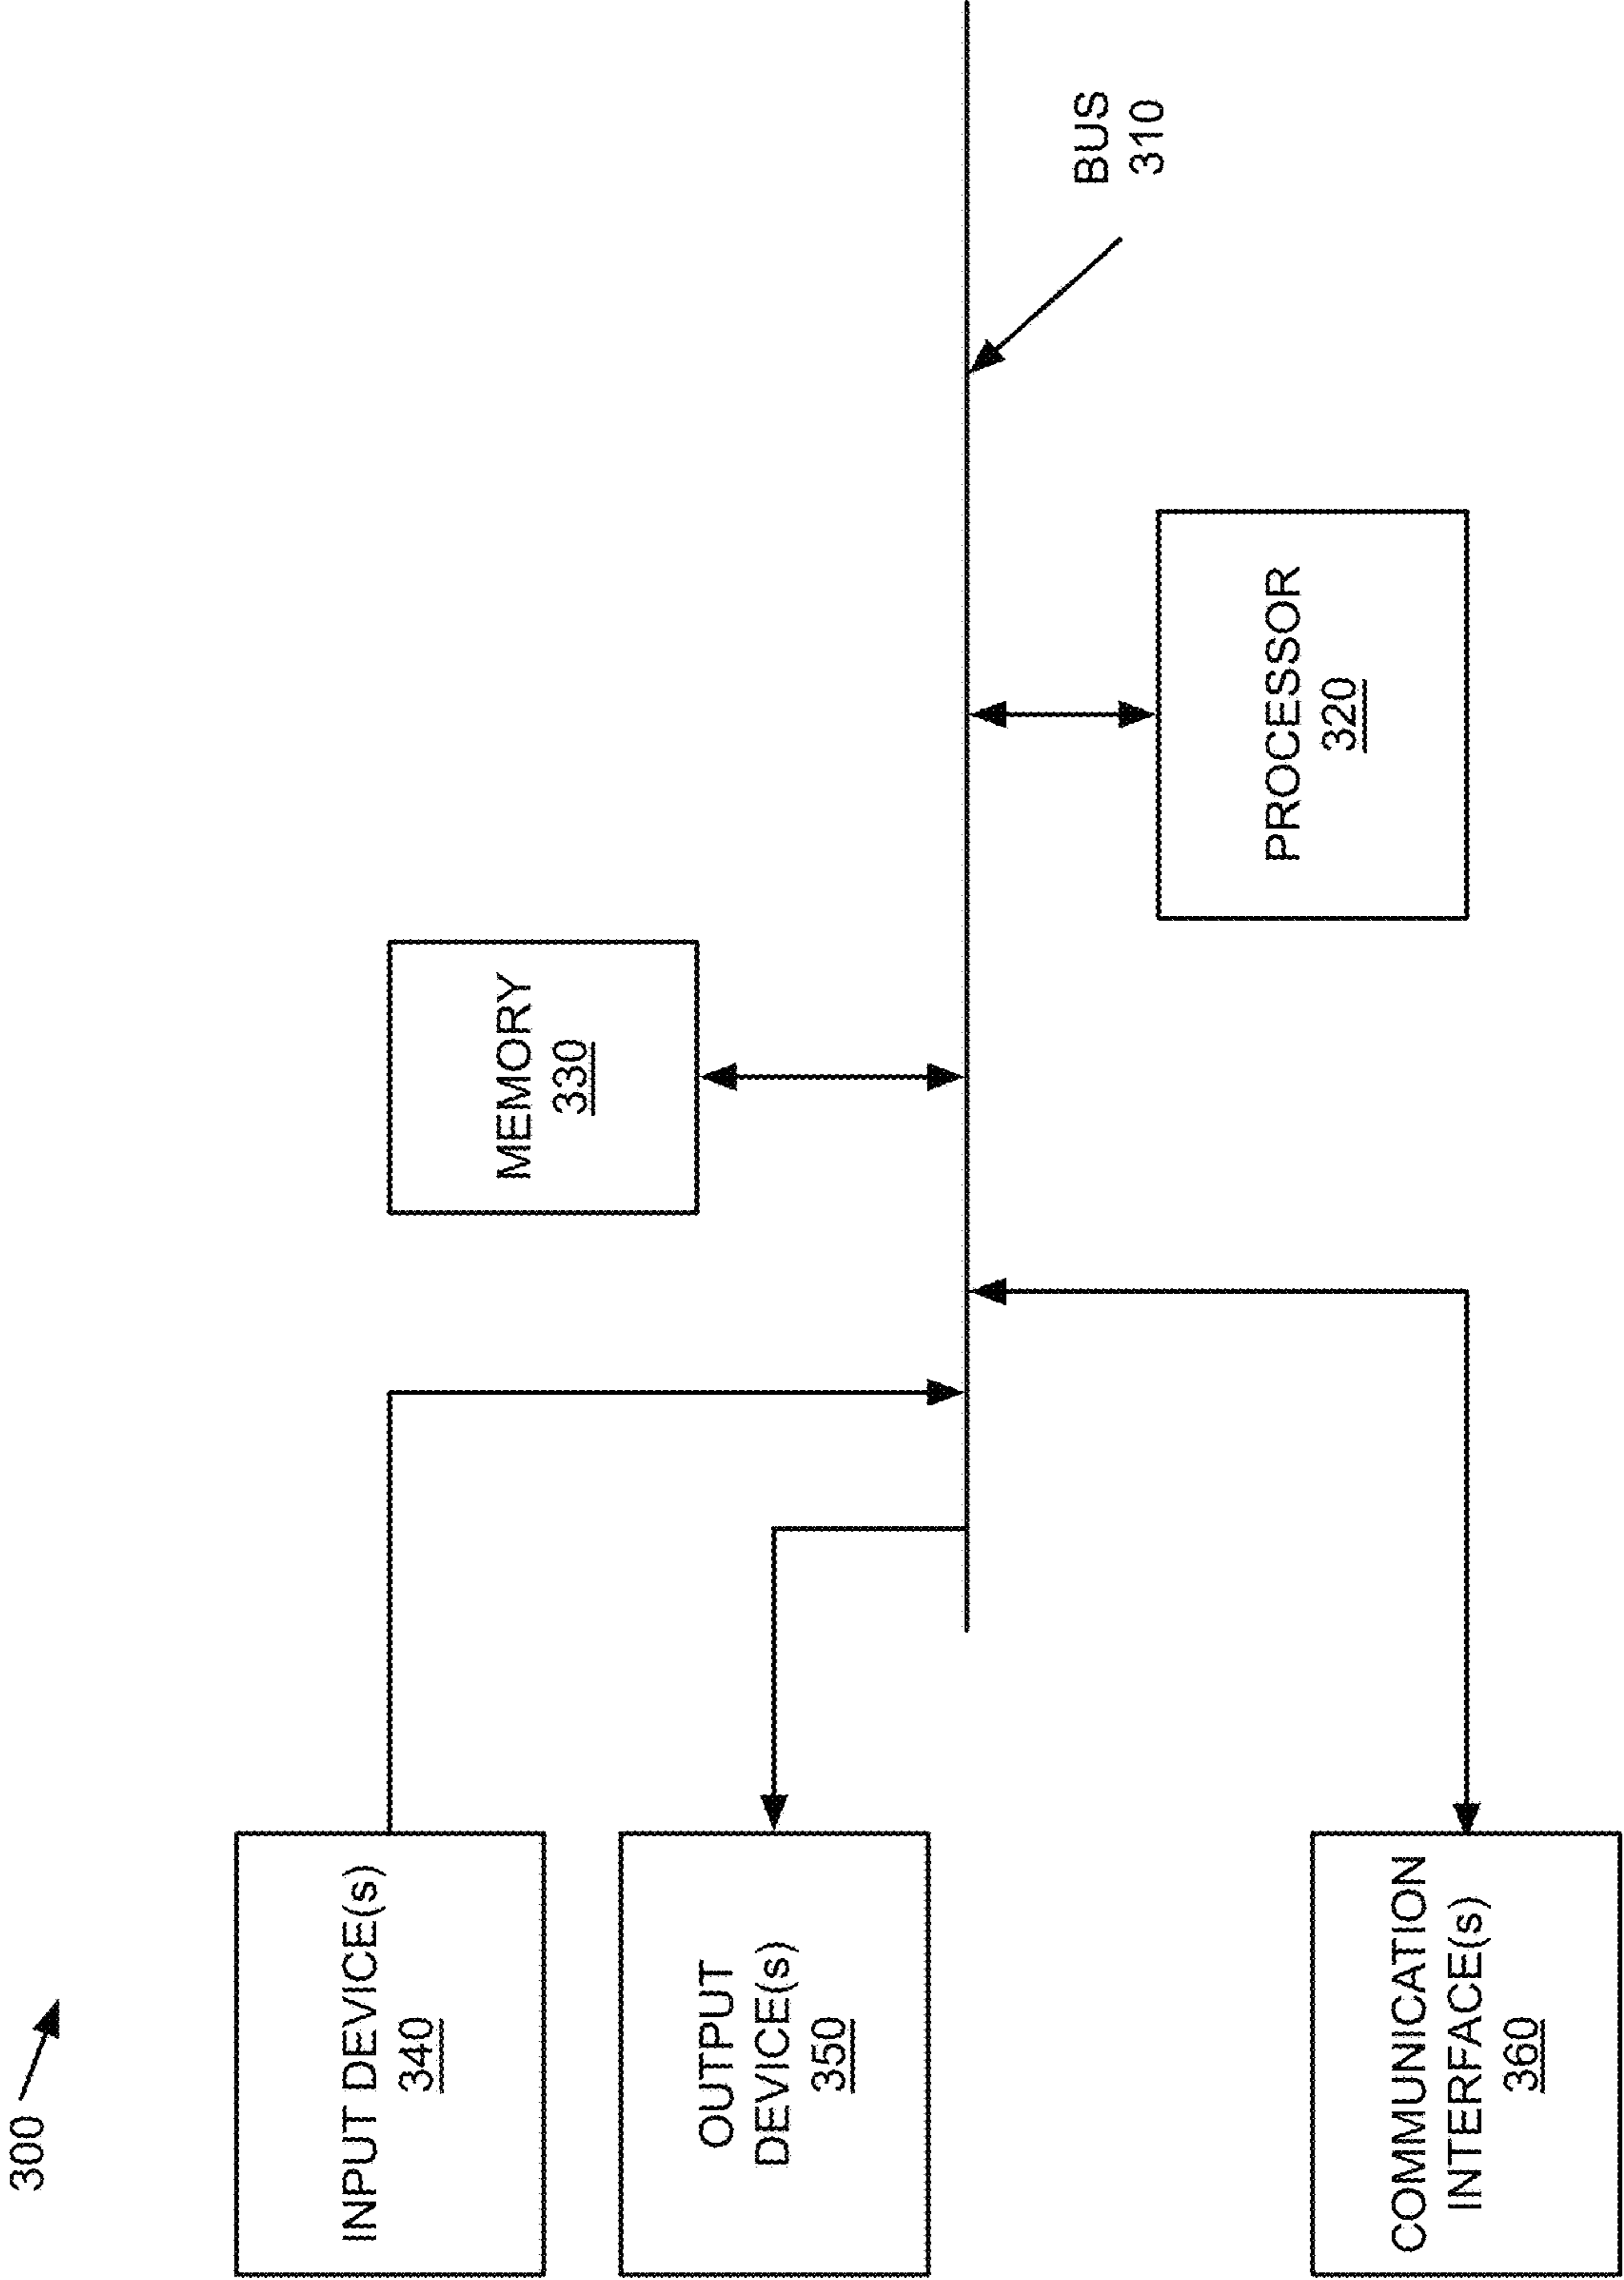 300
INPUT DEVICE(s)
340
OUTPUT
DEVICE(s)
350
COMMUNICATION
INTERFACE(s)
360
MEMORY
330
PROCESSOR
320
BUS
310